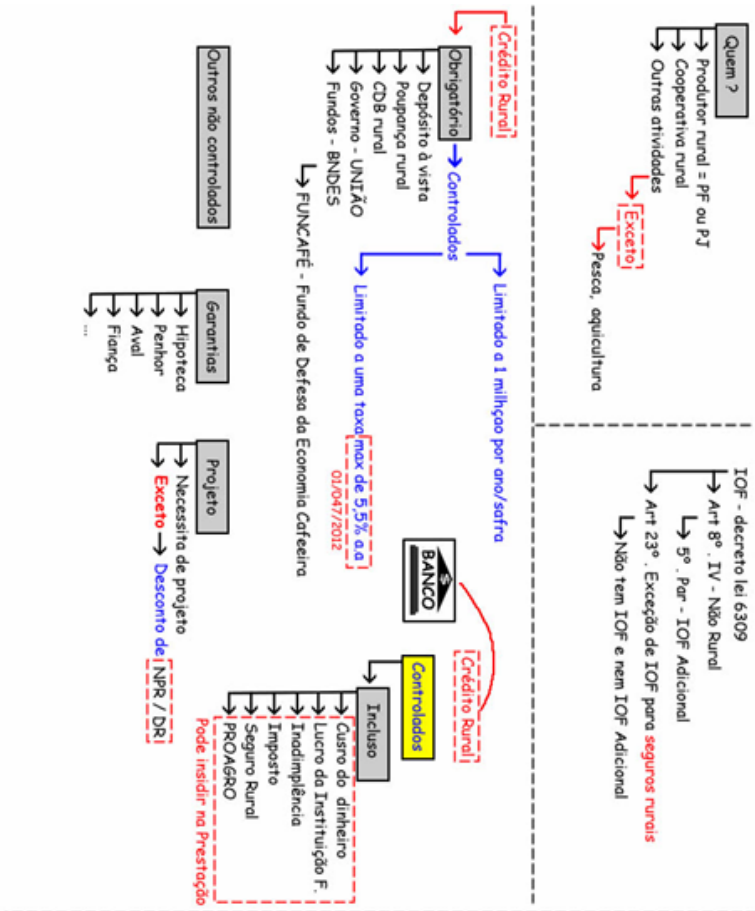 Quem ?
Produtor rural = PF ou PJ
Cooperativa rural
Outras atividades
Exceto
Pesca, aquicultura
IOF - decreto lei 6309
Art 8º . IV - Não Rural
5º . Par - IOF Adicional
Art 23º . Exceção de IOF para seguros rurais
Não tem IOF e nem IOF Adicional
Crédito Rural
Obrigatório
Controlados
Limitado a 1 milhçao por ano/safra
Limitado a uma taxa max de 5,5% a.a
01/047/2012
Depósito à vista
Poupança rural
CDB rural
Governo - UNIÃO
Fundos - BNDES
FUNCAFÉ - Fundo de Defesa da Economia Cafeeira
$
BANCO
Crédito Rural
Controlados
Incluso
Cusro do dinheiro
Lucro da Instituição F.
Inadimplência
Imposto
Seguro Rural
PROAGRO
Pode insidir na Prestação
Outros não controlados
Garantias
Hipoteca
Penhor
Aval
Fiança
...
Projeto
Necessita de projeto
Exceto
Desconto de NPR / DR